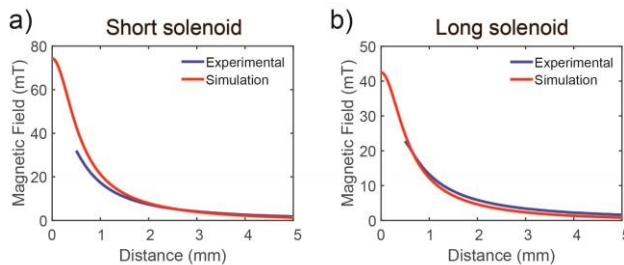 a) Short solenoid
80
60
40
20
0
0 1 2 3 4 5
Magnetic Field (mT)
Distance (mm)
Experimental
Simulation
b) Long solenoid
50
40
30
20
10
0
0 1 2 3 4 5
Magnetic Field (mT)
Distance (mm)
Experimental
Simulation